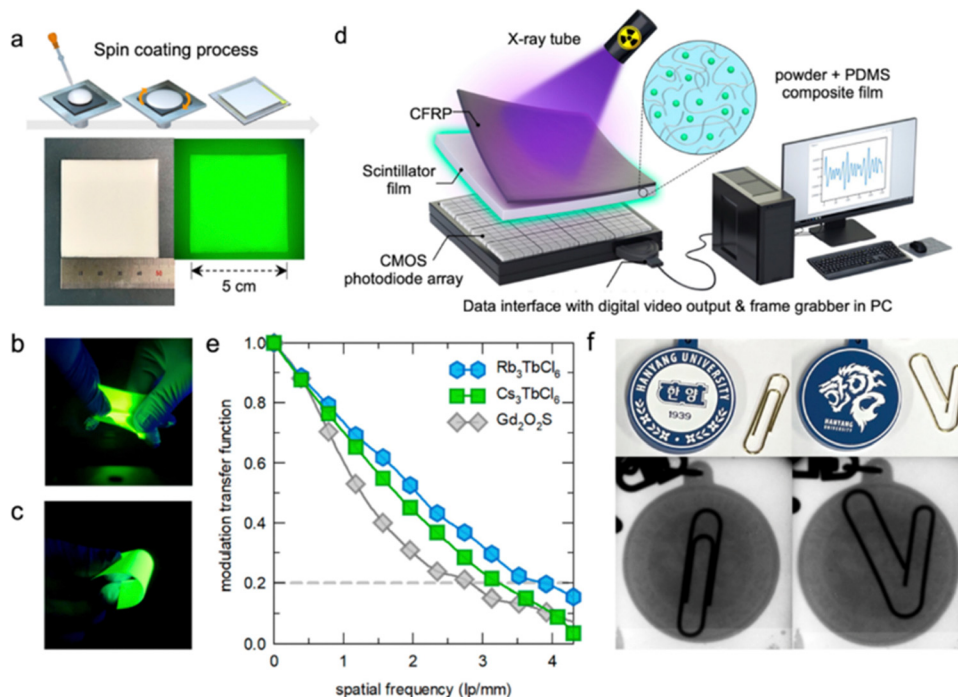 a
Spin coating process
5 cm
b
c
d
X-ray tube
CFRP
Scintillator
film
CMOS
photodiode array
powder + PDMS
composite film
Data interface with digital video output & frame grabber in PC
e
modulation transfer function
1.0
0.8
0.6
0.4
0.2
0.0
Rb₃TbCl₆
Cs₃TbCl₆
Gd₂O₂S
0
1
2
3
4
spatial frequency (lp/mm)
f
HANYANG UNIVERSITY
한양
1939
HANYANG
UNIVERSITY